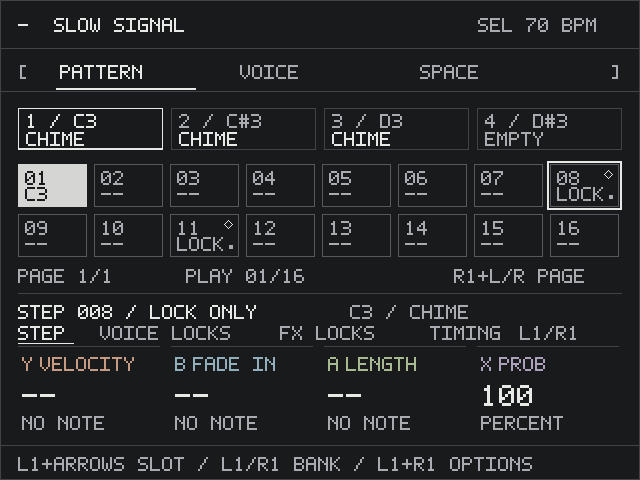 – SLOW SIGNAL SEL 70 BPM
[ PATTERN VOICE SPACE ]
1 / C3 2 / C#3 3 / D3 4 / D#3
CHIME CHIME CHIME EMPTY
01 02 03 04 05 06 07 08 ◇
C3 –– –– –– –– –– –– LOCK.
09 10 11 ◇ 12 13 14 15 16
–– –– LOCK. –– –– –– –– ––
PAGE 1/1 PLAY 01/16 R1+L/R PAGE
STEP 008 / LOCK ONLY C3 / CHIME
STEP VOICE LOCKS FX LOCKS TIMING L1/R1
Y VELOCITY B FADE IN A LENGTH X PROB
–– –– –– 100
NO NOTE NO NOTE NO NOTE PERCENT
L1+ARROWS SLOT / L1/R1 BANK / L1+R1 OPTIONS